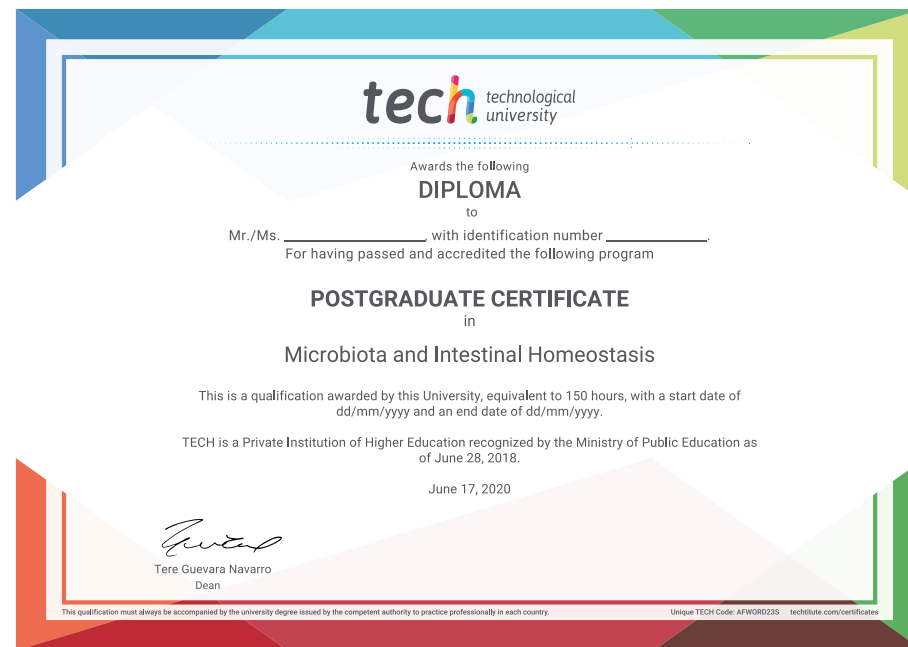 tech technological
university
Awards the following
DIPLOMA
to
Mr./Ms. ____________, with identification number ____________.
For having passed and accredited the following program
POSTGRADUATE CERTIFICATE
in
Microbiota and Intestinal Homeostasis
This is a qualification awarded by this University, equivalent to 150 hours, with a start date of
dd/mm/yyyy and an end date of dd/mm/yyyy.
TECH is a Private Institution of Higher Education recognized by the Ministry of Public Education as
of June 28, 2018.
June 17, 2020
Tere Guevara Navarro
Dean
This qualification must always be accompanied by the university degree issued by the competent authority to practice professionally in each country. Unique TECH Code: AFWORD23S techtitute.com/certificates